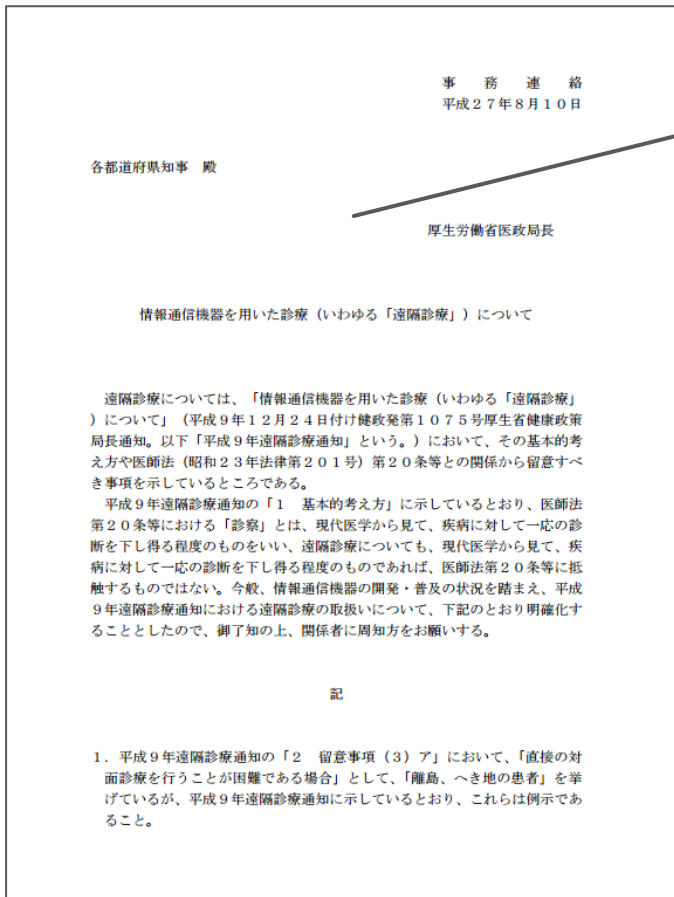 事　務　連　絡
平成２７年８月１０日
各都道府県知事　殿
厚生労働省医政局長
情報通信機器を用いた診療（いわゆる「遠隔診療」）について
遠隔診療については、「情報通信機器を用いた診療（いわゆる「遠隔診療」
）について」（平成９年１２月２４日付け健政発第１０７５号厚生省健康政策
局長通知。以下「平成９年遠隔診療通知」という。）において、その基本的考
え方や医師法（昭和２３年法律第２０１号）第２０条等との関係から留意すべ
き事項を示しているところである。
平成９年遠隔診療通知の「１　基本的考え方」に示しているとおり、医師法
第２０条等における「診察」とは、現代医学から見て、疾病に対して一応の診
断を下し得る程度のものをいい、遠隔診療についても、現代医学から見て、疾
病に対して一応の診断を下し得る程度のものであれば、医師法第２０条等に抵
触するものではない。今般、情報通信機器の開発・普及の状況を踏まえ、平成
９年遠隔診療通知における遠隔診療の取扱いについて、下記のとおり明確化す
ることとしたので、御了知の上、関係者に周知方をお願いする。
記
１．平成９年遠隔診療通知の「２　留意事項（３）ア」において、「直接の対
面診療を行うことが困難である場合」として、「離島、へき地の患者」を挙
げているが、平成９年遠隔診療通知に示しているとおり、これらは例示であ
ること。